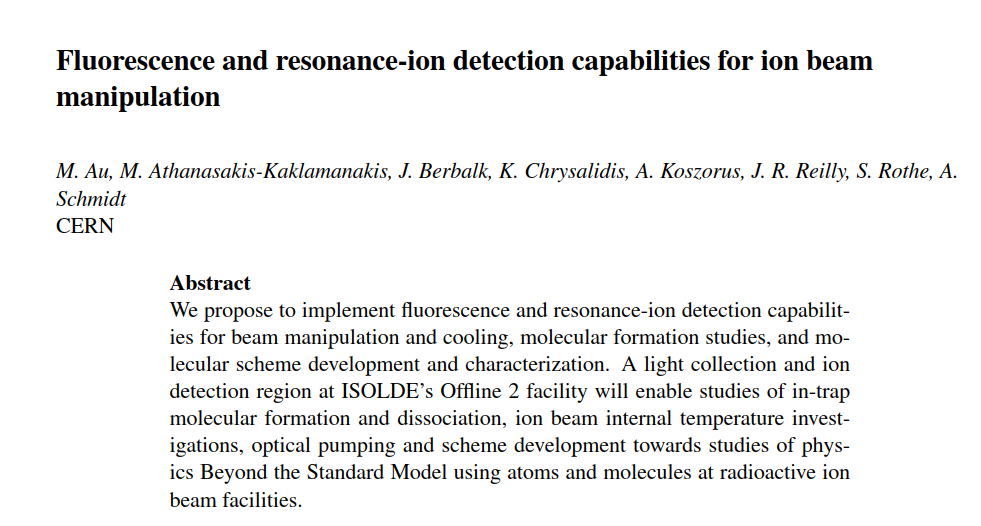 Fluorescence and resonance-ion detection capabilities for ion beam
manipulation
M. Au, M. Athanasakis-Kaklamanakis, J. Berbalk, K. Chrysalidis, A. Koszorus, J. R. Reilly, S. Rothe, A.
Schmidt
CERN
Abstract
We propose to implement fluorescence and resonance-ion detection capabilit-
ies for beam manipulation and cooling, molecular formation studies, and mo-
lecular scheme development and characterization. A light collection and ion
detection region at ISOLDE's Offline 2 facility will enable studies of in-trap
molecular formation and dissociation, ion beam internal temperature invest-
igations, optical pumping and scheme development towards studies of phys-
ics Beyond the Standard Model using atoms and molecules at radioactive ion
beam facilities.